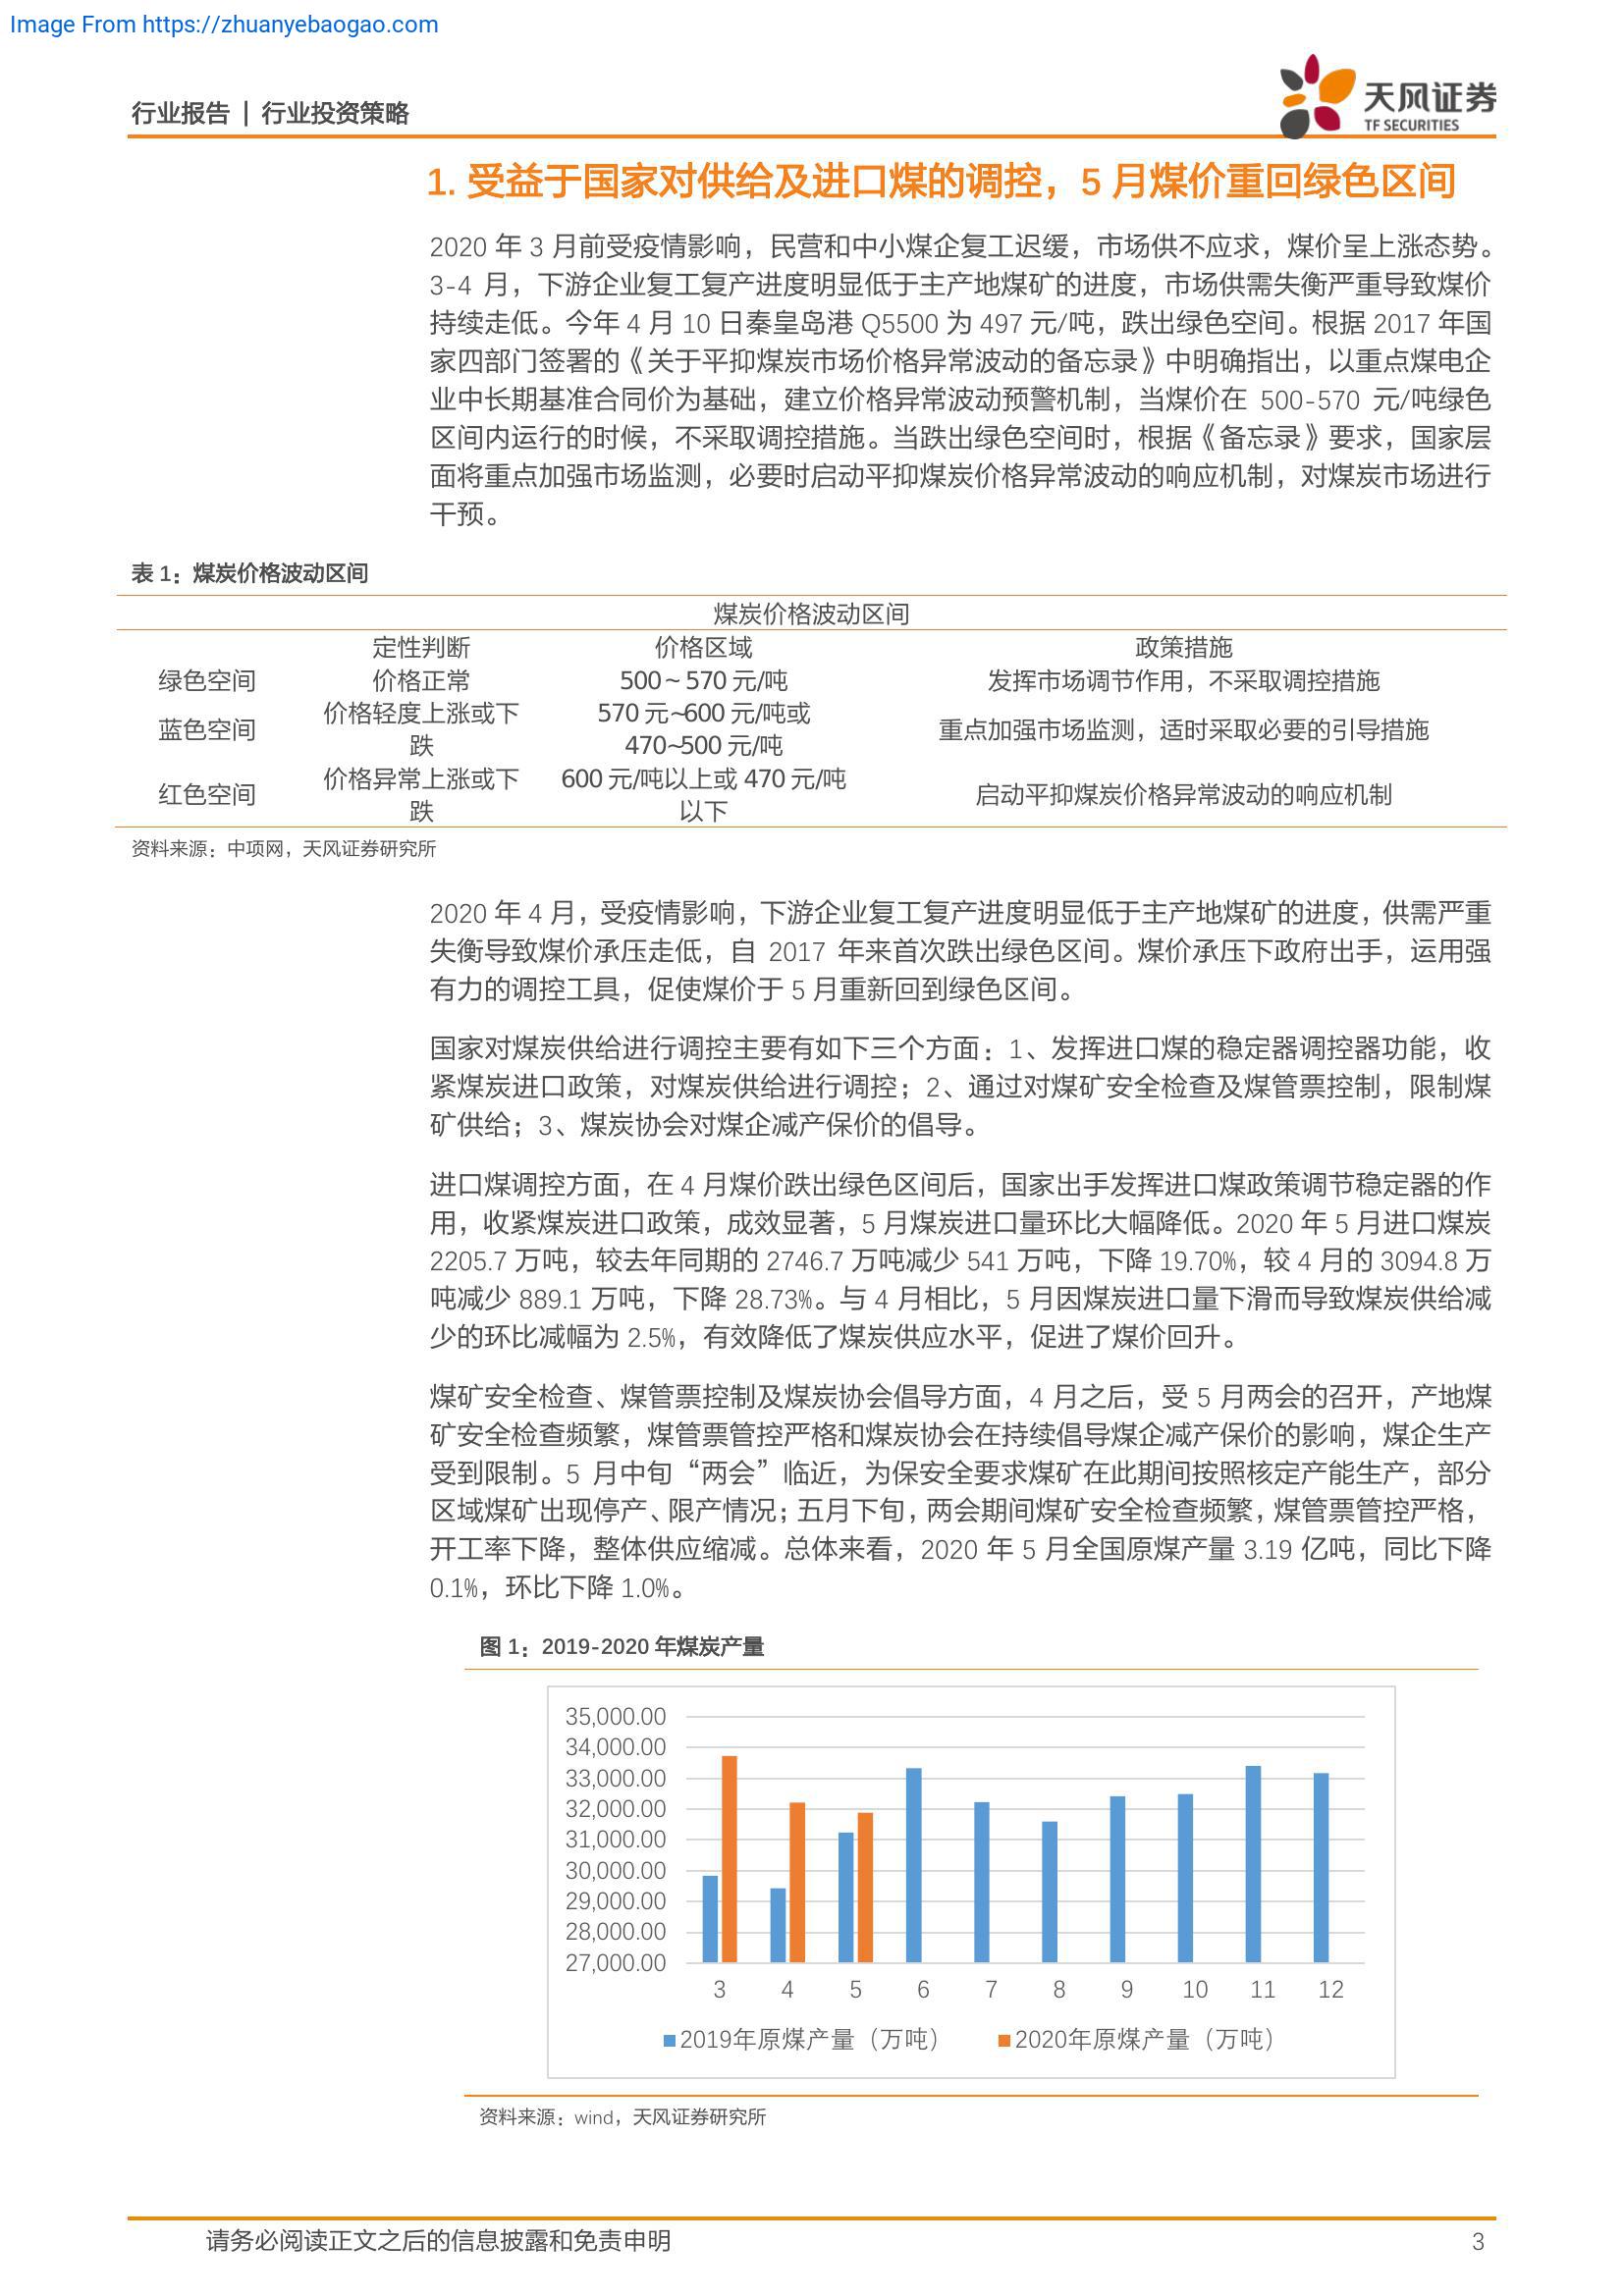 Image From https://zhuanyebaogao.com
行业报告 | 行业投资策略
天风证券
TF SECURITIES
1. 受益于国家对供给及进口煤的调控，5 月煤价重回绿色区间
2020 年 3 月前受疫情影响，民营和中小煤企复工迟缓，市场供不应求，煤价呈上涨态势。
3-4 月，下游企业复工复产进度明显低于主产地煤矿的进度，市场供需失衡严重导致煤价
持续走低。今年 4 月 10 日秦皇岛港 Q5500 为 497 元/吨，跌出绿色空间。根据 2017 年国
家四部门签署的《关于平抑煤炭市场价格异常波动的备忘录》中明确指出，以重点煤电企
业中长期基准合同价为基础，建立价格异常波动预警机制，当煤价在 500-570 元/吨绿色
区间内运行的时候，不采取调控措施。当跌出绿色空间时，根据《备忘录》要求，国家层
面将重点加强市场监测，必要时启动平抑煤炭价格异常波动的响应机制，对煤炭市场进行
干预。
表 1：煤炭价格波动区间
煤炭价格波动区间
定性判断 价格区域 政策措施
绿色空间 价格正常 500 ~ 570 元/吨 发挥市场调节作用，不采取调控措施
蓝色空间 价格轻度上涨或下 570 元~600 元/吨或 重点加强市场监测，适时采取必要的引导措施
跌 470~500 元/吨
红色空间 价格异常上涨或下 600 元/吨以上或 470 元/吨 启动平抑煤炭价格异常波动的响应机制
跌 以下
资料来源：中项网，天风证券研究所
2020 年 4 月，受疫情影响，下游企业复工复产进度明显低于主产地煤矿的进度，供需严重
失衡导致煤价承压走低，自 2017 年来首次跌出绿色区间。煤价承压下政府出手，运用强
有力的调控工具，促使煤价于 5 月重新回到绿色区间。
国家对煤炭供给进行调控主要有如下三个方面：1、发挥进口煤的稳定器调控器功能，收
紧煤炭进口政策，对煤炭供给进行调控；2、通过对煤矿安全检查及煤管票控制，限制煤
矿供给；3、煤炭协会对煤企减产保价的倡导。
进口煤调控方面，在 4 月煤价跌出绿色区间后，国家出手发挥进口煤政策调节稳定器的作
用，收紧煤炭进口政策，成效显著，5 月煤炭进口量环比大幅降低。2020 年 5 月进口煤炭
2205.7 万吨，较去年同期的 2746.7 万吨减少 541 万吨，下降 19.70%，较 4 月的 3094.8 万
吨减少 889.1 万吨，下降 28.73%。与 4 月相比，5 月因煤炭进口量下滑而导致煤炭供给减
少的环比减幅为 2.5%，有效降低了煤炭供应水平，促进了煤价回升。
煤矿安全检查、煤管票控制及煤炭协会倡导方面，4 月之后，受 5 月两会的召开，产地煤
矿安全检查频繁，煤管票管控严格和煤炭协会在持续倡导煤企减产保价的影响，煤企生产
受到限制。5 月中旬“两会”临近，为保安全要求煤矿在此期间按照核定产能生产，部分
区域煤矿出现停产、限产情况；五月下旬，两会期间煤矿安全检查频繁，煤管票管控严格，
开工率下降，整体供应缩减。总体来看，2020 年 5 月全国原煤产量 3.19 亿吨，同比下降
0.1%，环比下降 1.0%。
图 1：2019-2020 年煤炭产量
35,000.00
34,000.00
33,000.00
32,000.00
31,000.00
30,000.00
29,000.00
28,000.00
27,000.00
3 4 5 6 7 8 9 10 11 12
2019年原煤产量（万吨） 2020年原煤产量（万吨）
资料来源：wind，天风证券研究所
请务必阅读正文之后的信息披露和免责申明 3